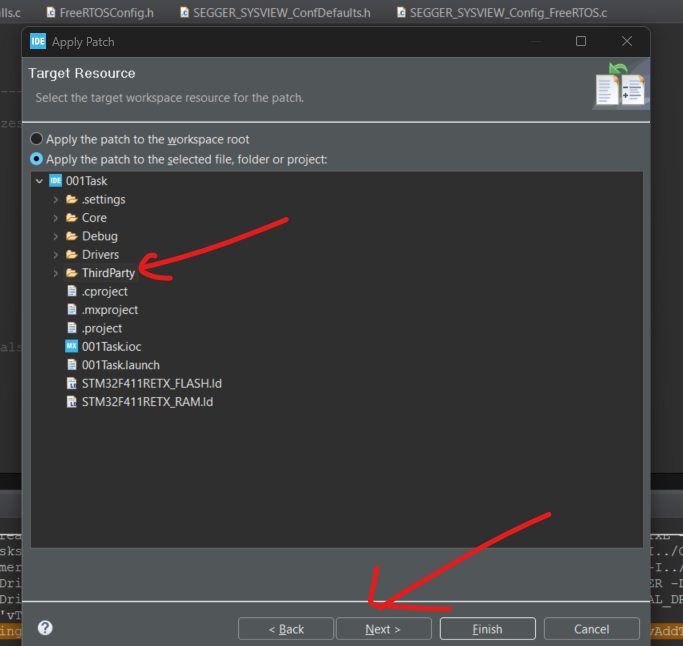 lls.c FreeRTOSConfig.h SEGGER_SYSVIEW_ConfDefaults.h SEGGER_SYSVIEW_Config_FreeRTOS.c
IDE Apply Patch
Target Resource
Select the target workspace resource for the patch.
Apply the patch to the workspace root
Apply the patch to the selected file, folder or project:
IDE 001Task
.settings
Core
Debug
Drivers
ThirdParty
.cproject
.mxproject
.project
MX 001Task.ioc
001Task.launch
STM32F411RETX_FLASH.ld
STM32F411RETX_RAM.ld
? < Back Next > Finish Cancel